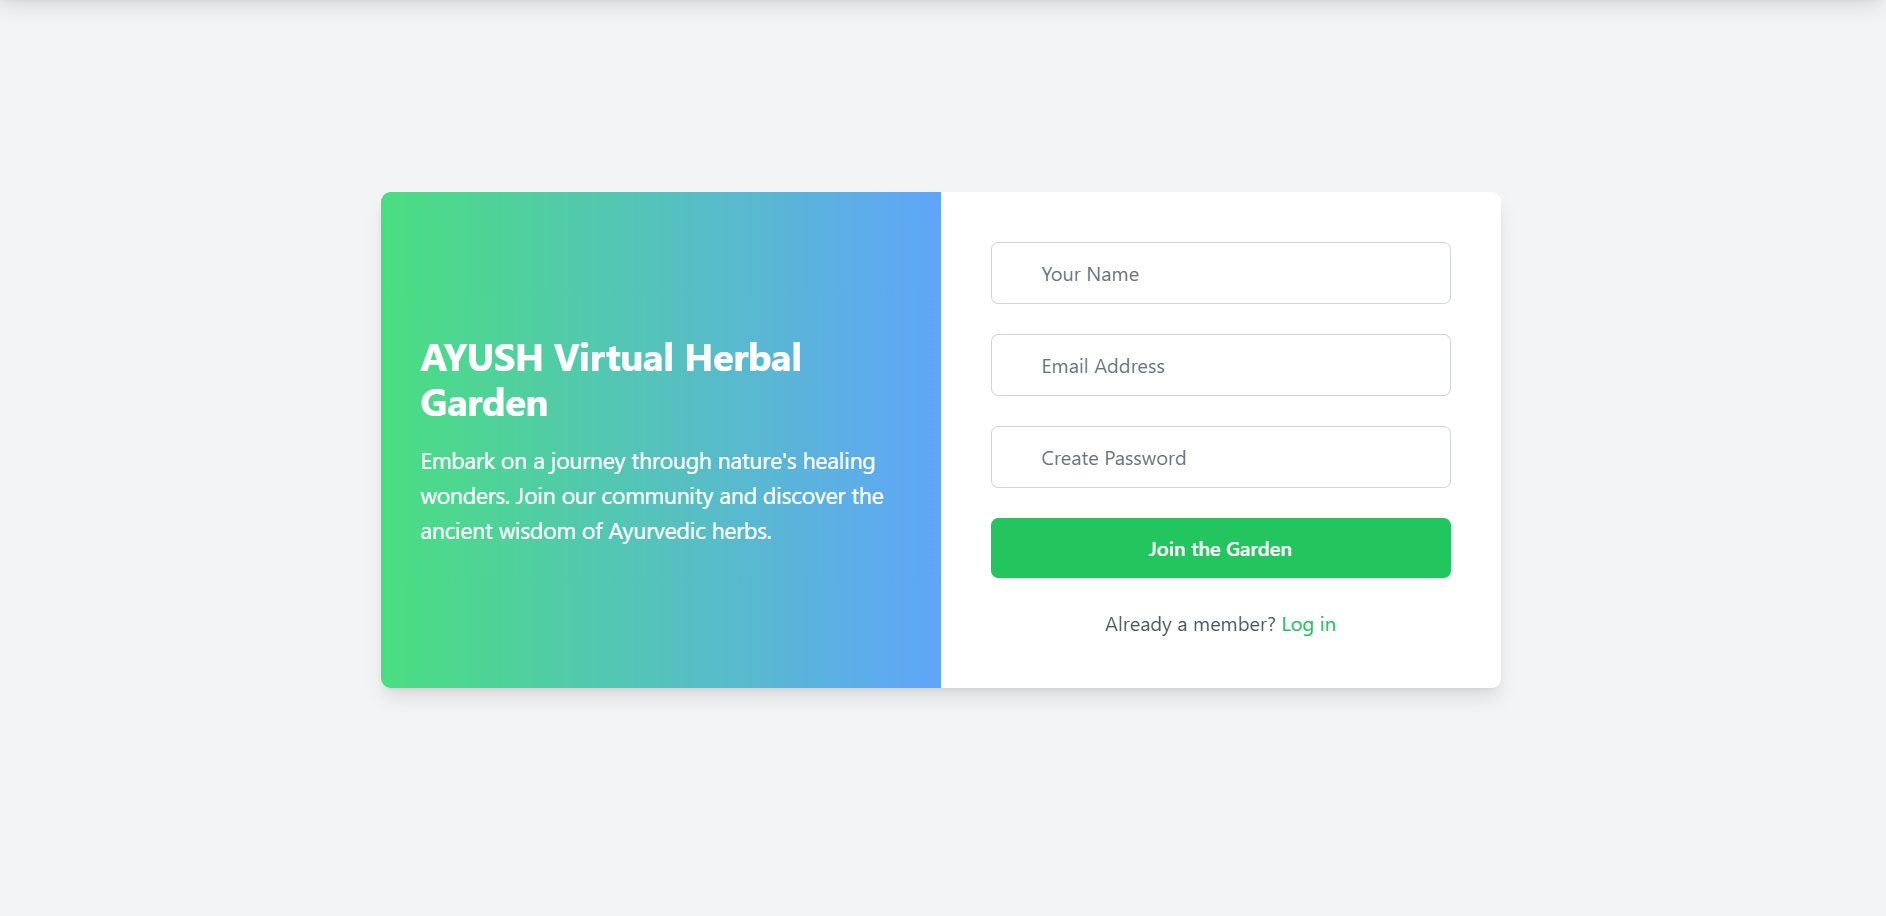 AYUSH Virtual Herbal
Garden
Embark on a journey through nature's healing
wonders. Join our community and discover the
ancient wisdom of Ayurvedic herbs.
Your Name
Email Address
Create Password
Join the Garden
Already a member? Log in